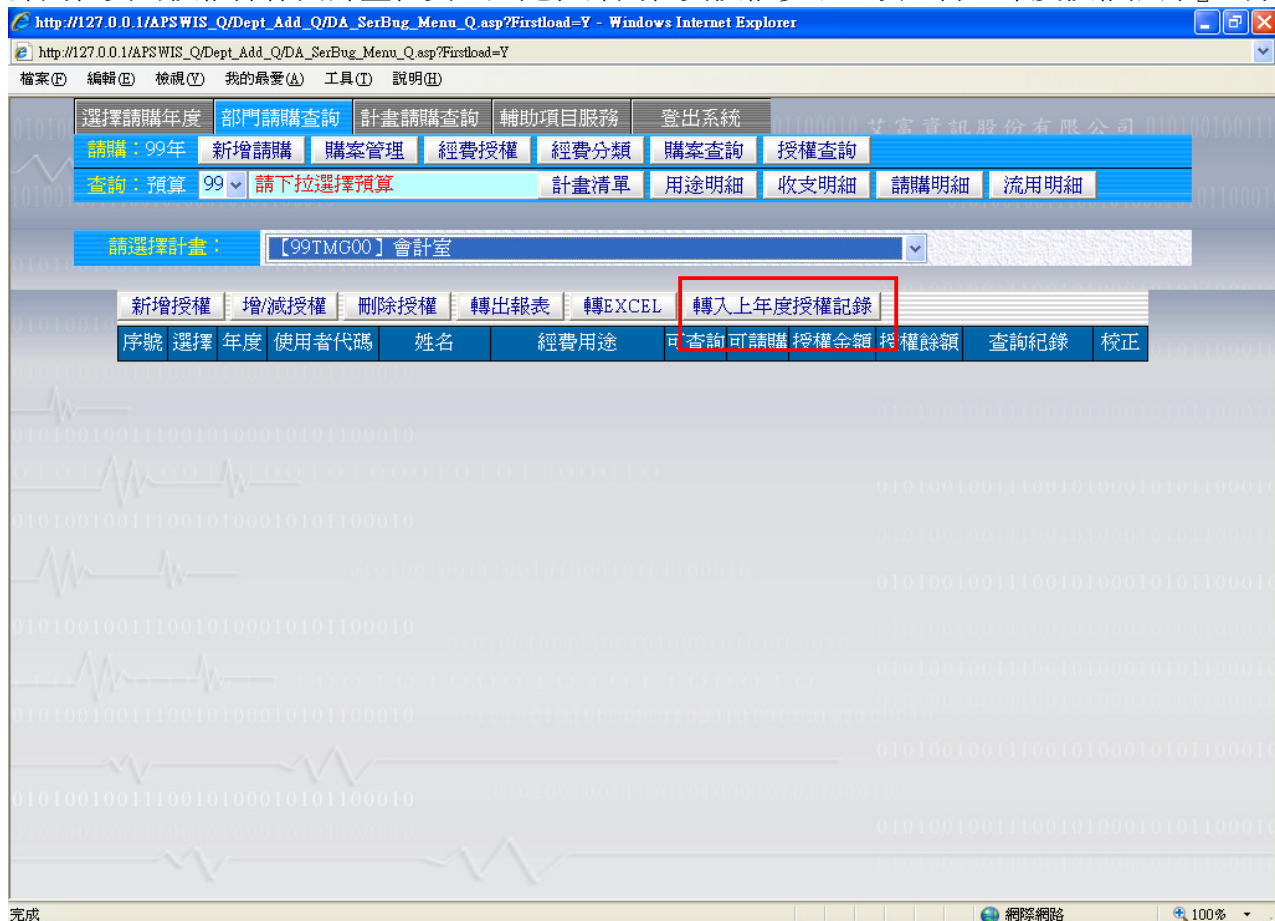 http://127.0.0.1/APSWIS_Q/Dept_Add_Q/DA_SerBug_Menu_Q.asp?Firstload=Y - Windows Internet Explorer
http://127.0.0.1/APSWIS_Q/Dept_Add_Q/DA_SerBug_Menu_Q.asp?Firstload=Y
檔案(F) 編輯(E) 檢視(V) 我的最愛(A) 工具(T) 說明(H)
選擇請購年度 部門請購查詢 計畫請購查詢 輔助項目服務 登出系統
艾富資訊股份有限公司
請購：99年 新增請購 購案管理 經費授權 經費分類 購案查詢 授權查詢
查詢：預算 99 請下拉選擇預算 計畫清單 用途明細 收支明細 請購明細 流用明細
請選擇計畫： 【99TMG00】會計室
新增授權 增/減授權 刪除授權 轉出報表 轉EXCEL 轉入上年度授權記錄
序號 選擇 年度 使用者代碼 姓名 經費用途 可查詢 可請購 授權金額 授權餘額 查詢紀錄 校正
完成 網際網路 100%